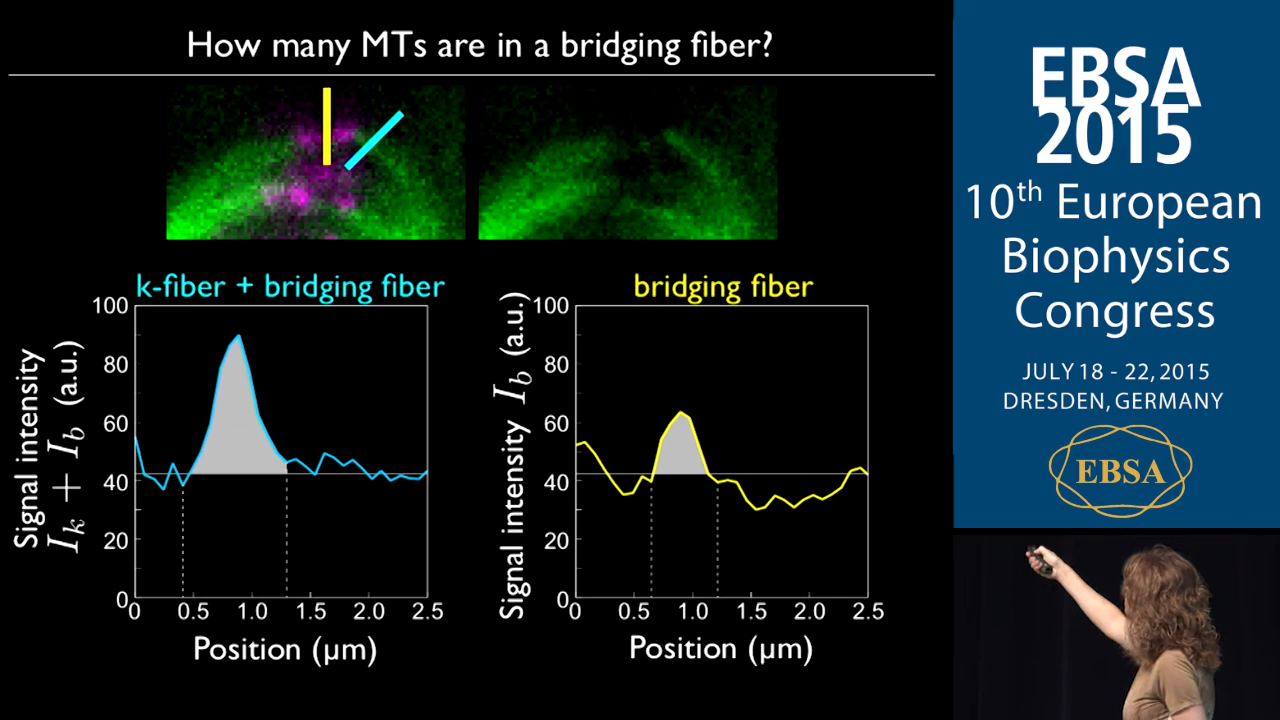 How many MTs are in a bridging fiber?
k-fiber + bridging fiber
Signal intensity
I_k + I_b (a.u.)
100
80
60
40
20
0
0 0.5 1.0 1.5 2.0 2.5
Position (μm)
bridging fiber
Signal intensity I_b (a.u.)
100
80
60
40
20
0
0 0.5 1.0 1.5 2.0 2.5
Position (μm)
EBSA
2015
10th European
Biophysics
Congress
JULY 18 - 22, 2015
DRESDEN, GERMANY
EBSA